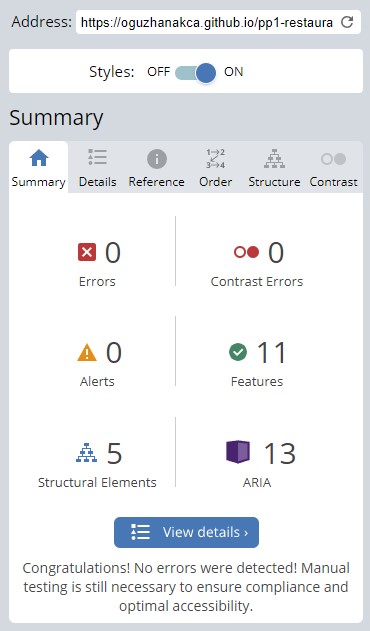 Address: https://oguzhanakca.github.io/pp1-restaura
Styles: OFF ON
Summary
Summary Details Reference Order Structure Contrast
0 0
Errors Contrast Errors
0 11
Alerts Features
5 13
Structural Elements ARIA
View details ›
Congratulations! No errors were detected! Manual
testing is still necessary to ensure compliance and
optimal accessibility.